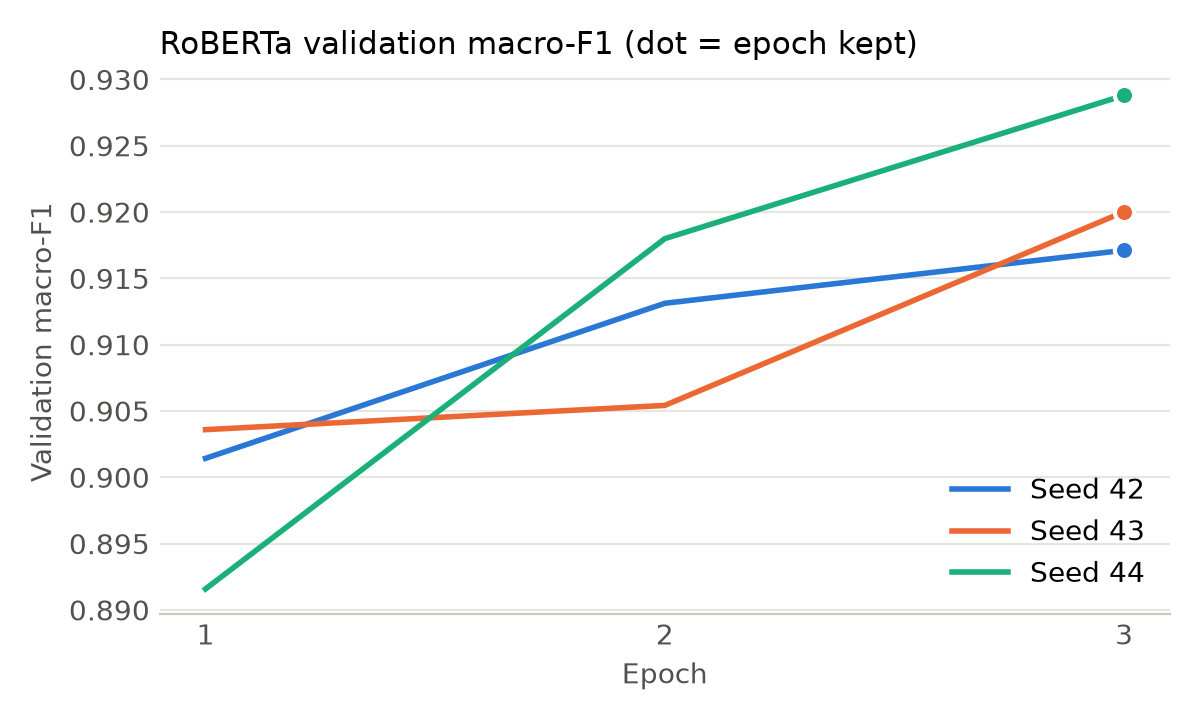 RoBERTa validation macro-F1 (dot = epoch kept)
0.930
0.925
0.920
0.915
0.910
0.905
0.900
0.895
0.890
Validation macro-F1
Seed 42
Seed 43
Seed 44
1 2 3
Epoch